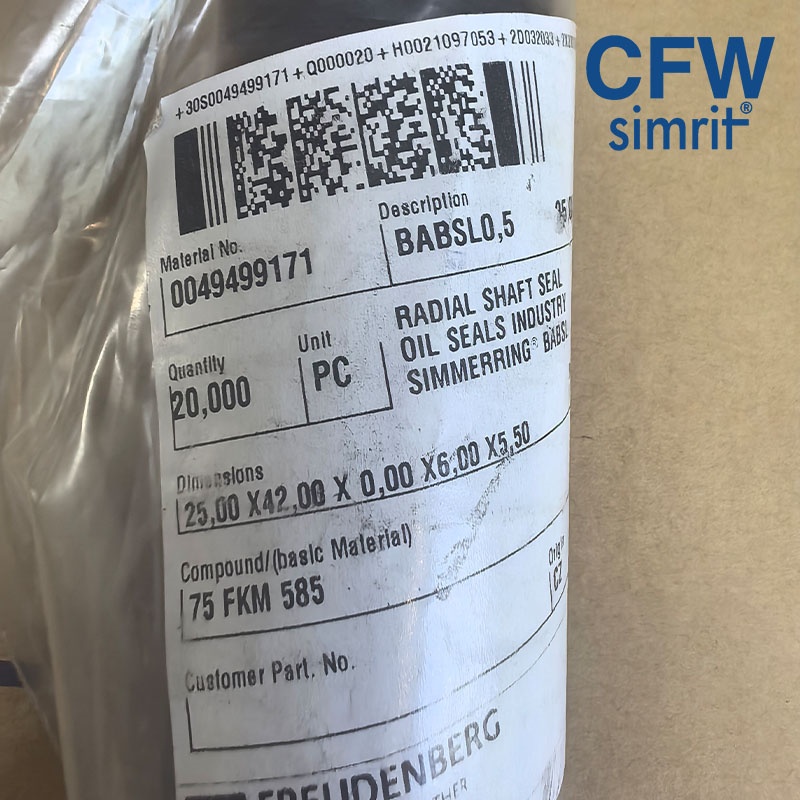 CFW
simrit®
+30S0049499171+Q000020+H0021097053+2D032033+
Material No.
0049499171
Description
BABSL0,5
Quantity
20,000
Unit
PC
RADIAL SHAFT SEAL
OIL SEALS INDUSTRY
SIMMERRING® BABSL
Dimensions
25,00 X42,00 X 0,00 X6,00 X5,50
Compound/(basic Material)
75 FKM 585
CZ
Customer Part. No.
FREUDENBERG